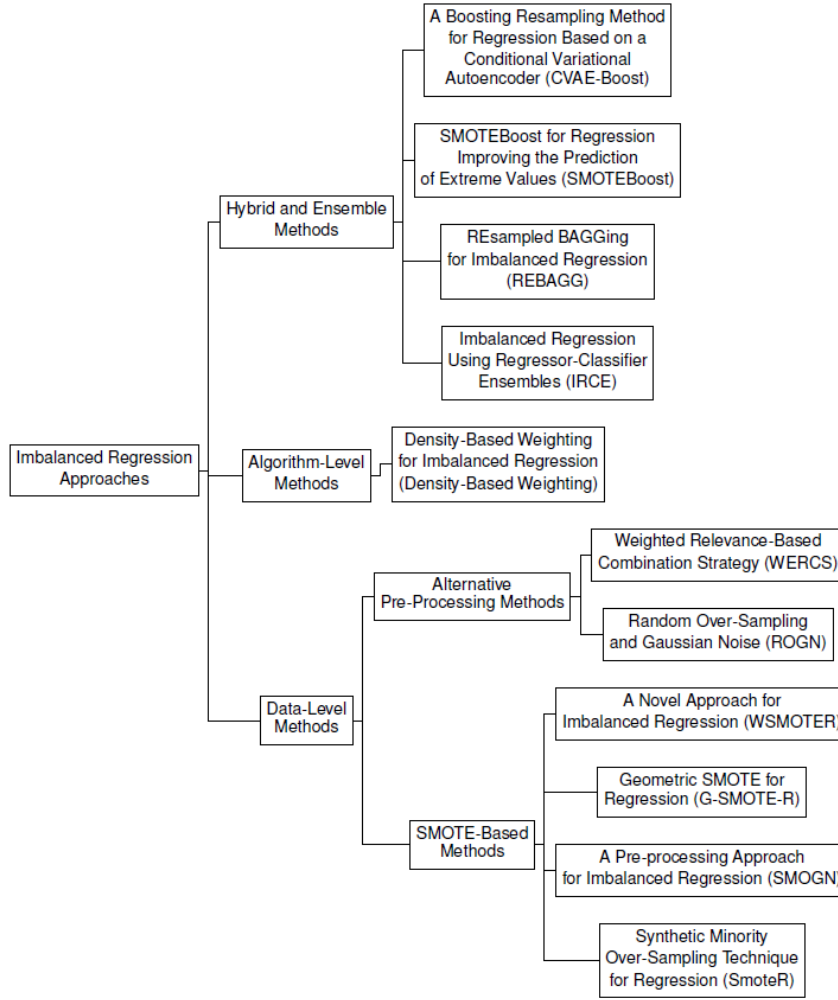 A Boosting Resampling Method
for Regression Based on a
Conditional Variational
Autoencoder (CVAE-Boost)
SMOTEBoost for Regression
Improving the Prediction
of Extreme Values (SMOTEBoost)
Hybrid and Ensemble
Methods
REsampled BAGGing
for Imbalanced Regression
(REBAGG)
Imbalanced Regression
Using Regressor-Classifier
Ensembles (IRCE)
Imbalanced Regression
Approaches
Algorithm-Level
Methods
Density-Based Weighting
for Imbalanced Regression
(Density-Based Weighting)
Weighted Relevance-Based
Combination Strategy (WERCS)
Alternative
Pre-Processing Methods
Random Over-Sampling
and Gaussian Noise (ROGN)
Data-Level
Methods
A Novel Approach for
Imbalanced Regression (WSMOTER)
Geometric SMOTE for
Regression (G-SMOTE-R)
SMOTE-Based
Methods
A Pre-processing Approach
for Imbalanced Regression (SMOGN)
Synthetic Minority
Over-Sampling Technique
for Regression (SmoteR)